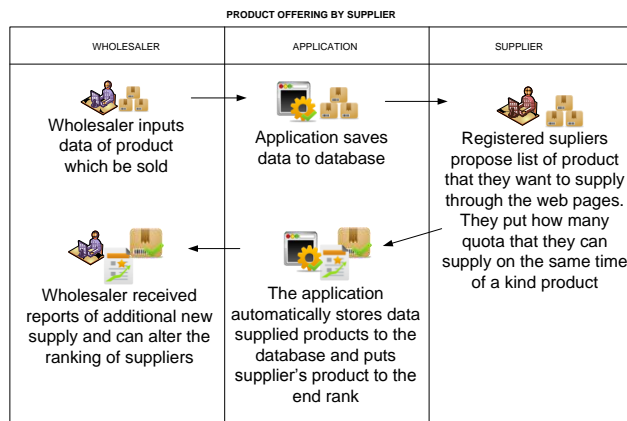 PRODUCT OFFERING BY SUPPLIER
WHOLESALER
APPLICATION
SUPPLIER
Wholesaler inputs
data of product
which be sold
Application saves
data to database
Registered supliers
propose list of product
that they want to supply
through the web pages.
They put how many
quota that they can
supply on the same time
of a kind product
The application
automatically stores data
supplied products to the
database and puts
supplier's product to the
end rank
Wholesaler received
reports of additional new
supply and can alter the
ranking of suppliers